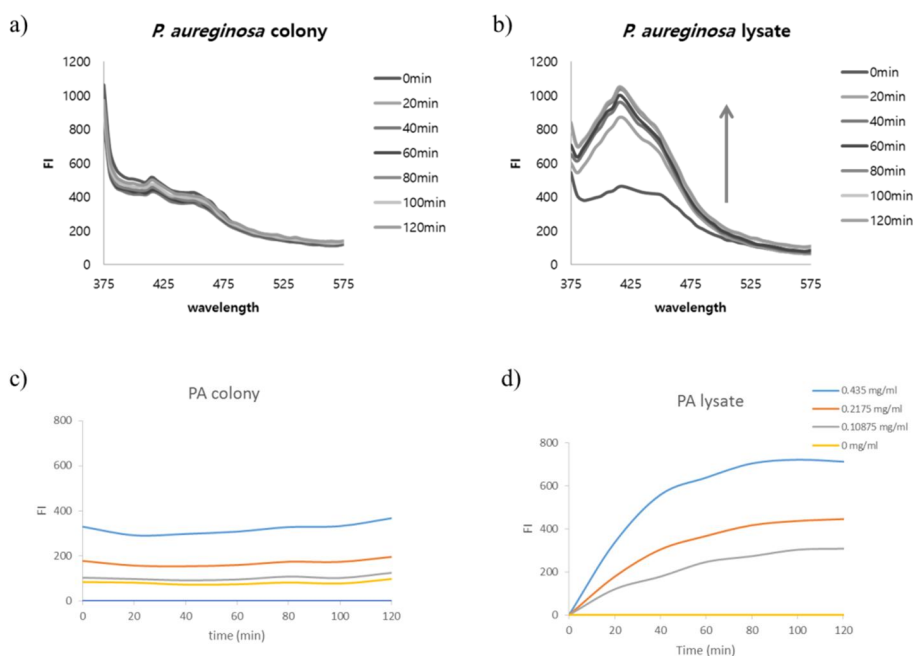 a)
P. aureginosa colony
1200
1000
800
600
400
200
0
FI
375 425 475 525 575
wavelength
0min
20min
40min
60min
80min
100min
120min
b)
P. aureginosa lysate
1200
1000
800
600
400
200
0
FI
375 425 475 525 575
wavelength
0min
20min
40min
60min
80min
100min
120min
c)
PA colony
800
600
400
200
0
FI
0 20 40 60 80 100 120
time (min)
d)
PA lysate
0.435 mg/ml
0.2175 mg/ml
0.10875 mg/ml
0 mg/ml
800
600
400
200
0
FI
0 20 40 60 80 100 120
Time (min)